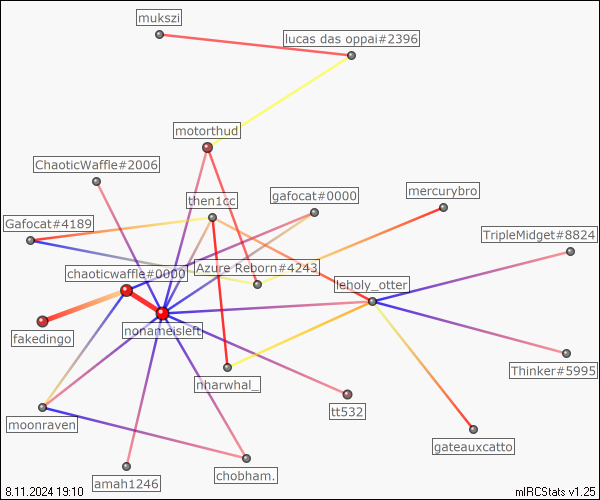 mukszi
lucas das oppai#2396
motorthud
ChaoticWaffle#2006
then1cc
gafocat#0000
mercurybro
Gafocat#4189
TripleMidget#8824
chaoticwaffle#0000
Azure Reborn#4243
leholy_otter
fakedingo
nonameisleft
nharwhal_
Thinker#5995
tt532
moonraven
gateauxcatto
amah1246
chobham.
8.11.2024 19:10
mIRCStats v1.25